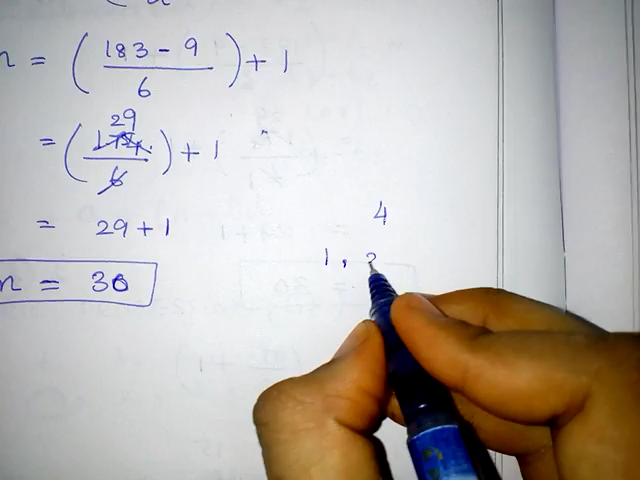 n = ( 183 - 9 / 6 ) + 1
29
= ( 174 / 6 ) + 1
= 29 + 1
n = 30
4
1 , 2